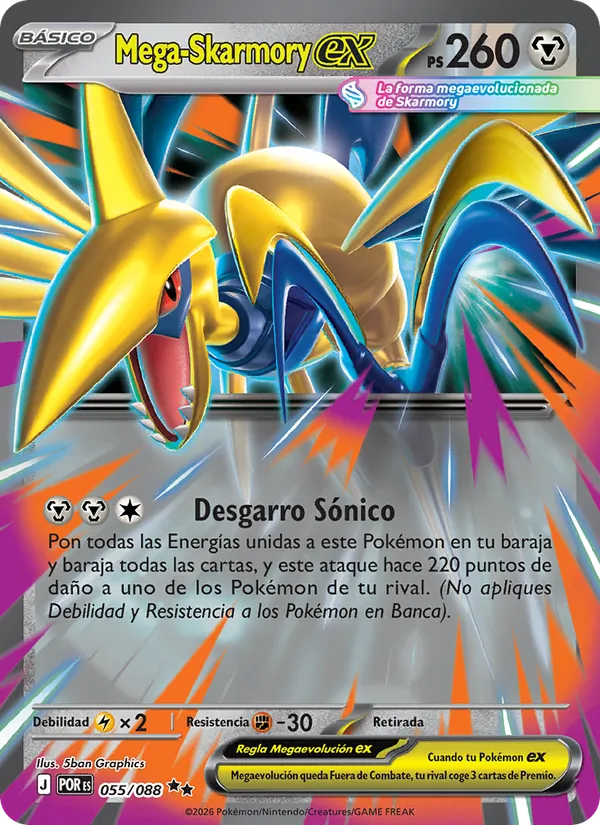 BÁSICO
Mega-Skarmory ex
PS 260
La forma megaevolucionada
de Skarmory
Desgarro Sónico
Pon todas las Energías unidas a este Pokémon en tu baraja
y baraja todas las cartas, y este ataque hace 220 puntos de
daño a uno de los Pokémon de tu rival. (No apliques
Debilidad y Resistencia a los Pokémon en Banca).
Debilidad ×2 Resistencia -30 Retirada
Ilus. 5ban Graphics
Regla Megaevolución ex
Cuando tu Pokémon ex
Megaevolución queda Fuera de Combate, tu rival coge 3 cartas de Premio.
J POR ES 055/088
©2026 Pokémon/Nintendo/Creatures/GAME FREAK